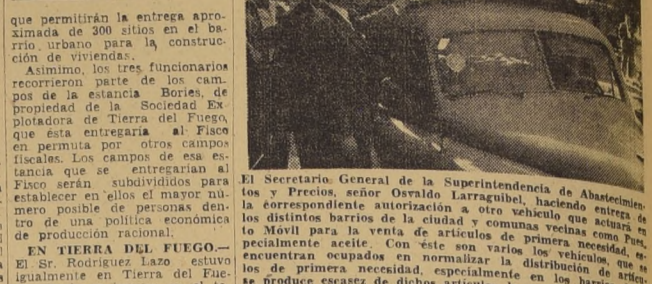 que permitirán la entrega apro-
ximada de 300 sitios en el ba-
rrio urbano para la construc-
ción de viviendas.
Asimimo, los tres funcionarios
recorrieron parte de los cam-
pos de la estancia Bories, de
propiedad de la Sociedad Ex
plotadora de Tierra del Fuego,
que ésta entregaría al Fisco
en permuta por otros campos
fiscales. Los campos de esa es-
tancia que se entregarían al
Fisco serán subdivididos para
establecer en ellos el mayor nú-
mero posible de personas den-
tro de una política económica
de producción racional.
EN TIERRA DEL FUEGO.—
El Sr. Rodríguez Lazo estuvo
igualmente en Tierra del Fue-
El Secretario General de la Superintendencia de Abastecimien-
tos y Precios, señor Osvaldo Larraguibel, haciendo entrega de
la correspondiente autorización a otro vehículo que actuará en
los distintos barrios de la ciudad y comunas vecinas como Pues
to Móvil para la venta de artículos de primera necesidad, es-
pecialmente aceite. Con éste son varios los vehículos, que se
encuentran ocupados en normalizar la distribución de artícu-
los de primera necesidad, especialmente en los
se produce escasez de dichos